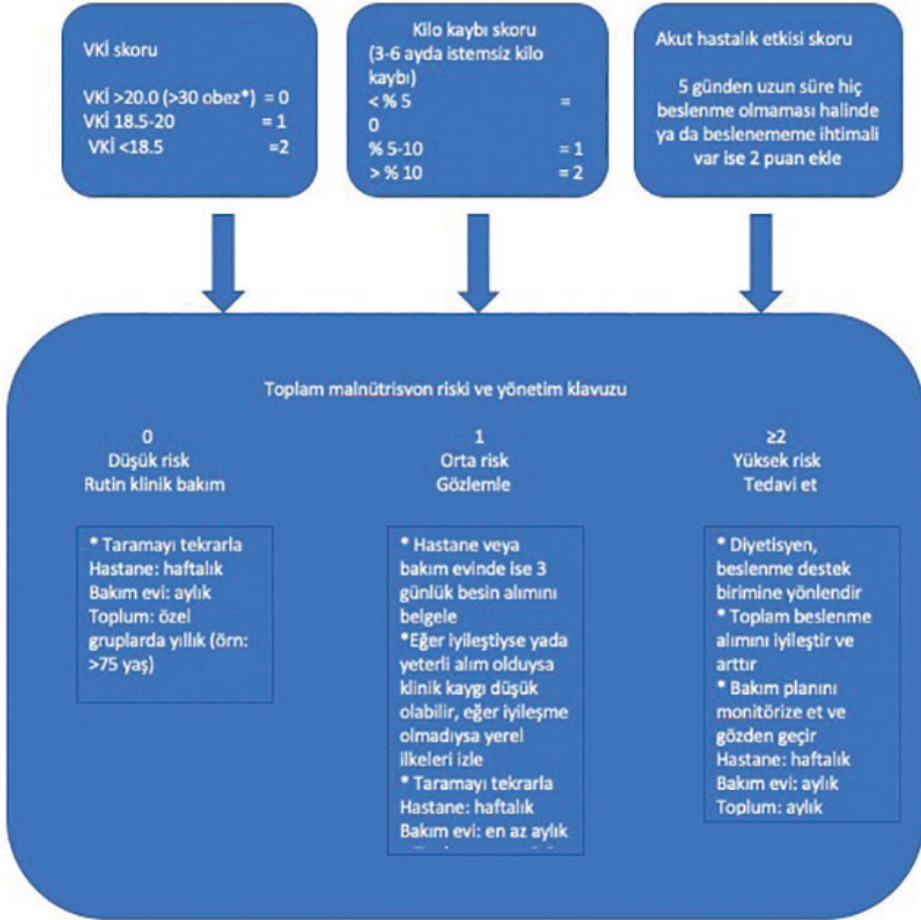 VKİ skoru
VKİ >20.0 (>30 obez*) = 0
VKİ 18.5-20 = 1
VKİ <18.5 =2
Kilo kaybı skoru
(3-6 ayda istemsiz kilo
kaybı)
< % 5 =
0
% 5-10 = 1
> % 10 = 2
Akut hastalık etkisi skoru
5 günden uzun süre hiç
beslenme olmaması halinde
ya da beslenememe ihtimali
var ise 2 puan ekle
Toplam malnütrisyon riski ve yönetim klavuzu
0
Düşük risk
Rutin klinik bakım
* Taramayı tekrarla
Hastane: haftalık
Bakım evi: aylık
Toplum: özel
gruplarda yıllık (örn:
>75 yaş)
1
Orta risk
Gözlemle
* Hastane veya
bakım evinde ise 3
günlük besin alımını
belgele
*Eğer iyileştiyse yada
yeterli alım olduysa
klinik kaygı düşük
olabilir, eğer iyileşme
olmadıysa yerel
ilkeleri izle
* Taramayı tekrarla
Hastane: haftalık
Bakım evi: en az aylık
≥2
Yüksek risk
Tedavi et
* Diyetisyen,
beslenme destek
birimine yönlendir
* Toplam beslenme
alımını iyileştir ve
arttır
* Bakım planını
monitörize et ve
gözden geçir
Hastane: haftalık
Bakım evi: aylık
Toplum: aylık